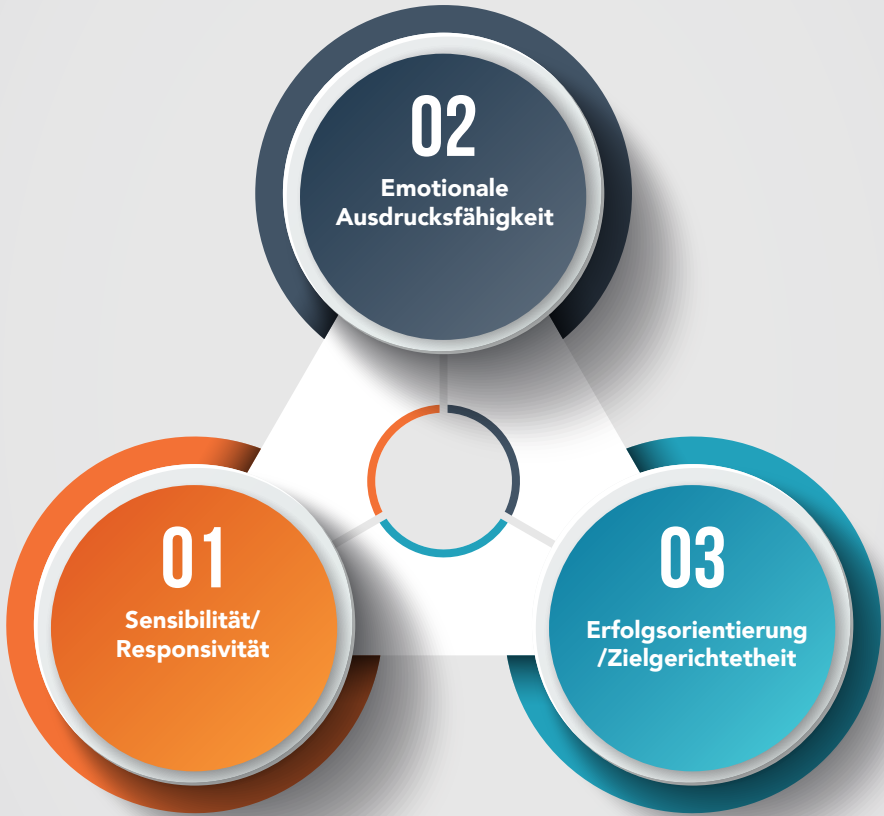 02
Emotionale
Ausdrucksfähigkeit
01
Sensibilität/
Responsivität
03
Erfolgsorientierung
/Zielgerichtetheit